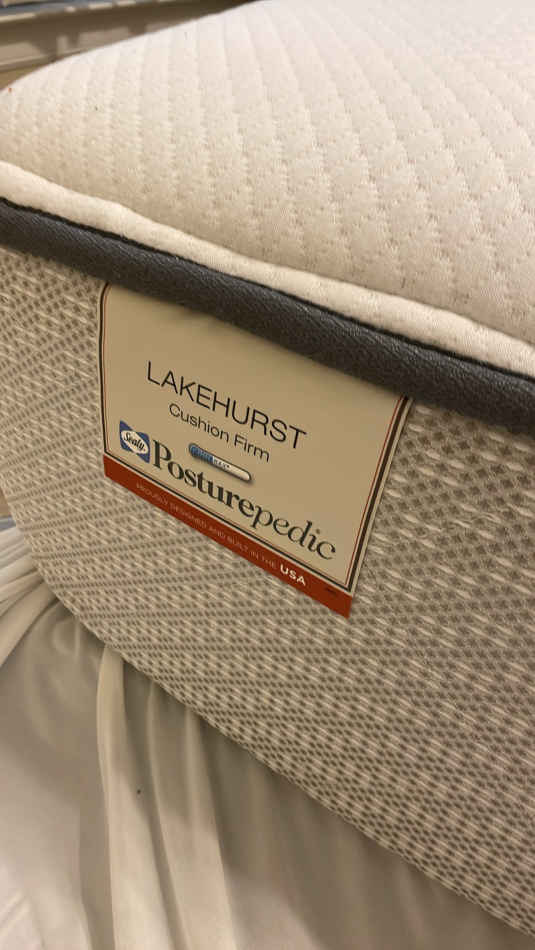 LAKEHURST
Cushion Firm
Sealy
Posturepedic
PROUDLY DESIGNED AND BUILT IN THE USA